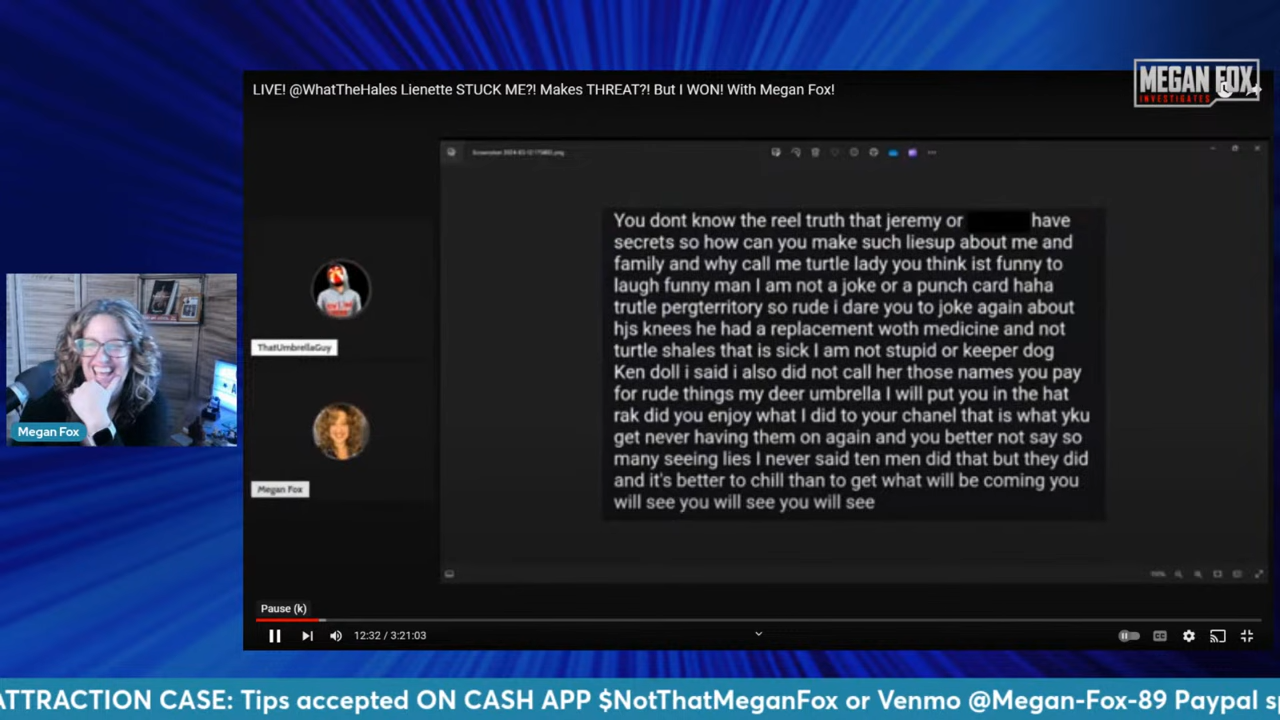 LIVE! @WhatTheHales Lienette STUCK ME?! Makes THREAT?! But I WON! With Megan Fox!
MEGAN FOX
INVESTIGATES
You dont know the reel truth that jeremy or have
secrets so how can you make such liesup about me and
family and why call me turtle lady you think ist funny to
laugh funny man I am not a joke or a punch card haha
trutle pergterritory so rude i dare you to joke again about
hjs knees he had a replacement woth medicine and not
turtle shales that is sick I am not stupid or keeper dog
Ken doll i said i also did not call her those names you pay
for rude things my deer umbrella I will put you in the hat
rak did you enjoy what I did to your chanel that is what yku
get never having them on again and you better not say so
many seeing lies I never said ten men did that but they did
and it's better to chill than to get what will be coming you
will see you will see you will see
ThatUmbrellaGuy
Megan Fox
Megan Fox
Pause (k)
12:32 / 3:21:03
ATTRACTION CASE: Tips accepted ON CASH APP $NotThatMeganFox or Venmo @Megan-Fox-89 Paypal sp